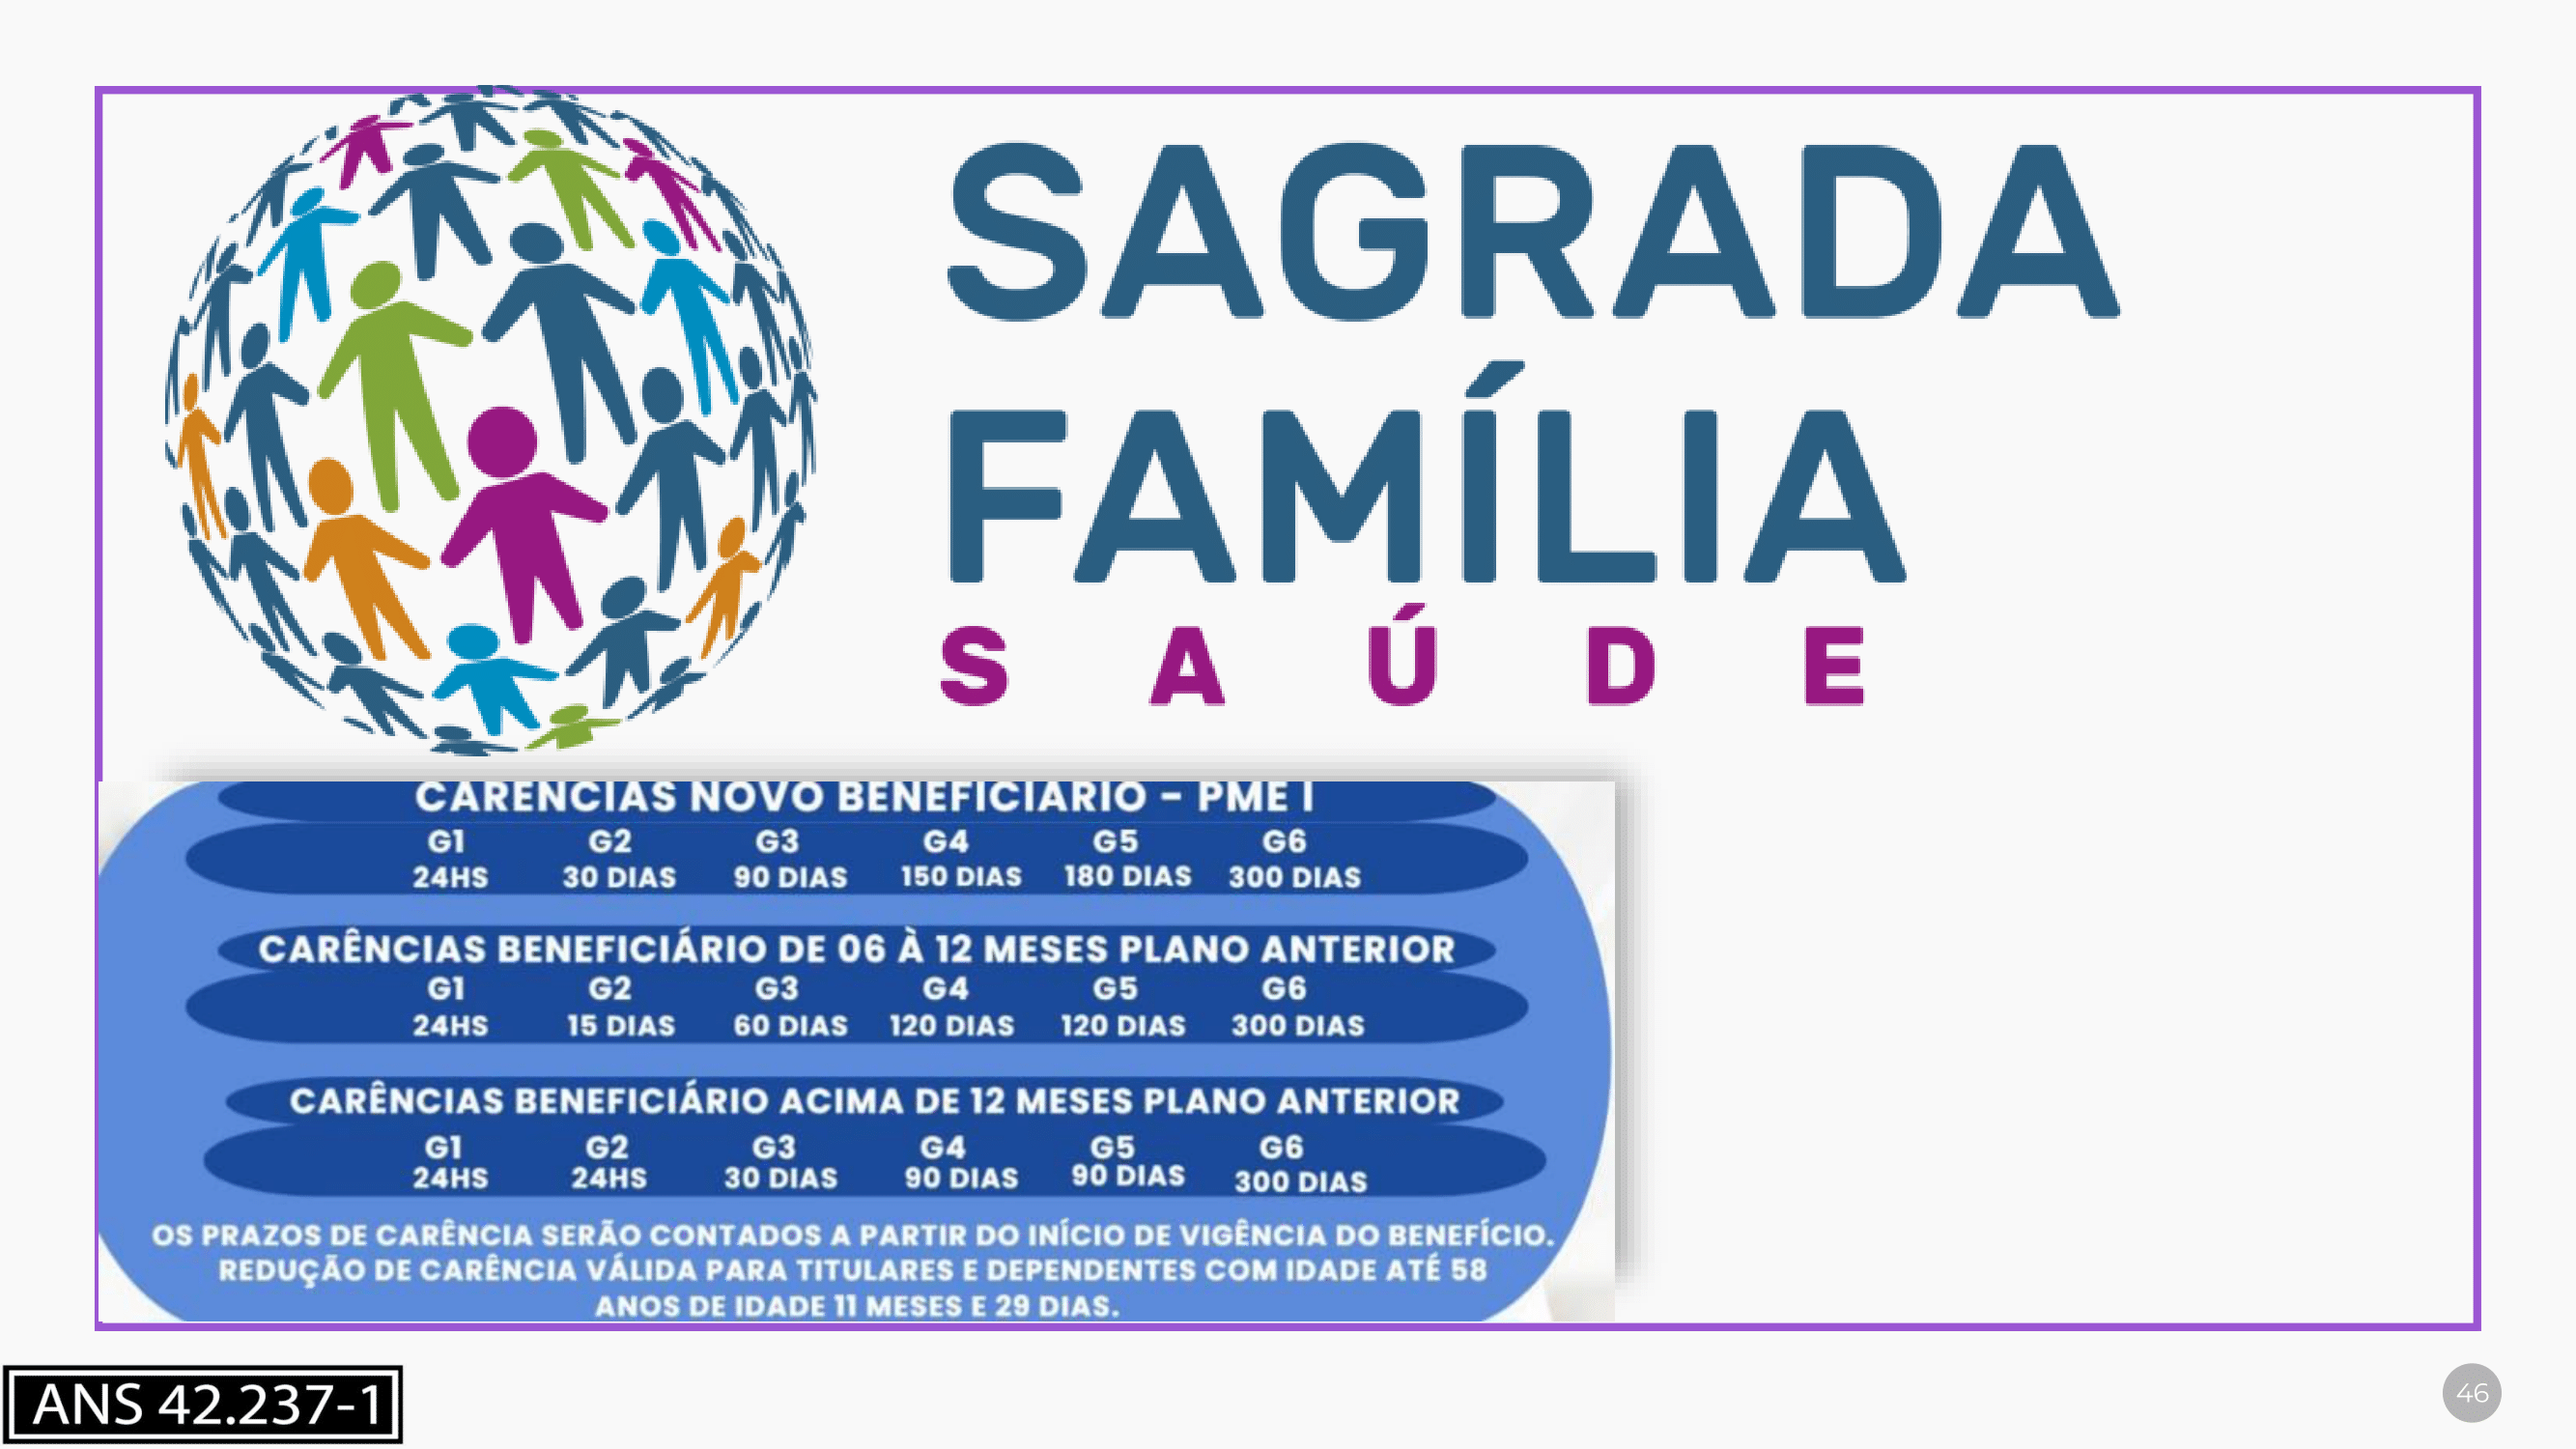 SAGRADA
FAMÍLIA
SAÚDE
CARÊNCIAS NOVO BENEFICIÁRIO - PME I
G1 G2 G3 G4 G5 G6
24HS 30 DIAS 90 DIAS 150 DIAS 180 DIAS 300 DIAS
CARÊNCIAS BENEFICIÁRIO DE 06 À 12 MESES PLANO ANTERIOR
G1 G2 G3 G4 G5 G6
24HS 15 DIAS 60 DIAS 120 DIAS 120 DIAS 300 DIAS
CARÊNCIAS BENEFICIÁRIO ACIMA DE 12 MESES PLANO ANTERIOR
G1 G2 G3 G4 G5 G6
24HS 24HS 30 DIAS 90 DIAS 90 DIAS 300 DIAS
OS PRAZOS DE CARÊNCIA SERÃO CONTADOS A PARTIR DO INÍCIO DE VIGÊNCIA DO BENEFÍCIO.
REDUÇÃO DE CARÊNCIA VÁLIDA PARA TITULARES E DEPENDENTES COM IDADE ATÉ 58
ANOS DE IDADE 11 MESES E 29 DIAS.
ANS 42.237-1
46